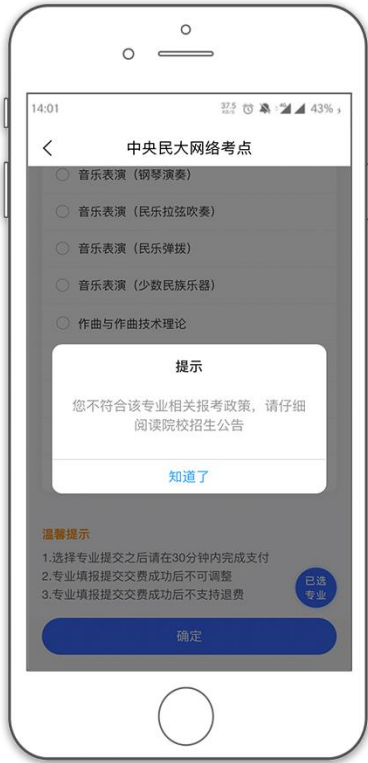 14:01
37.5
KB/s
4G
43%
中央民大网络考点
音乐表演（钢琴演奏）
音乐表演（民乐拉弦吹奏）
音乐表演（民乐弹拨）
音乐表演（少数民族乐器）
作曲与作曲技术理论
提示
您不符合该专业相关报考政策，请仔细
阅读院校招生公告
知道了
温馨提示
1.选择专业提交之后请在30分钟内完成支付
2.专业填报提交交费成功后不可调整
3.专业填报提交交费成功后不支持退费
已选
专业
确定